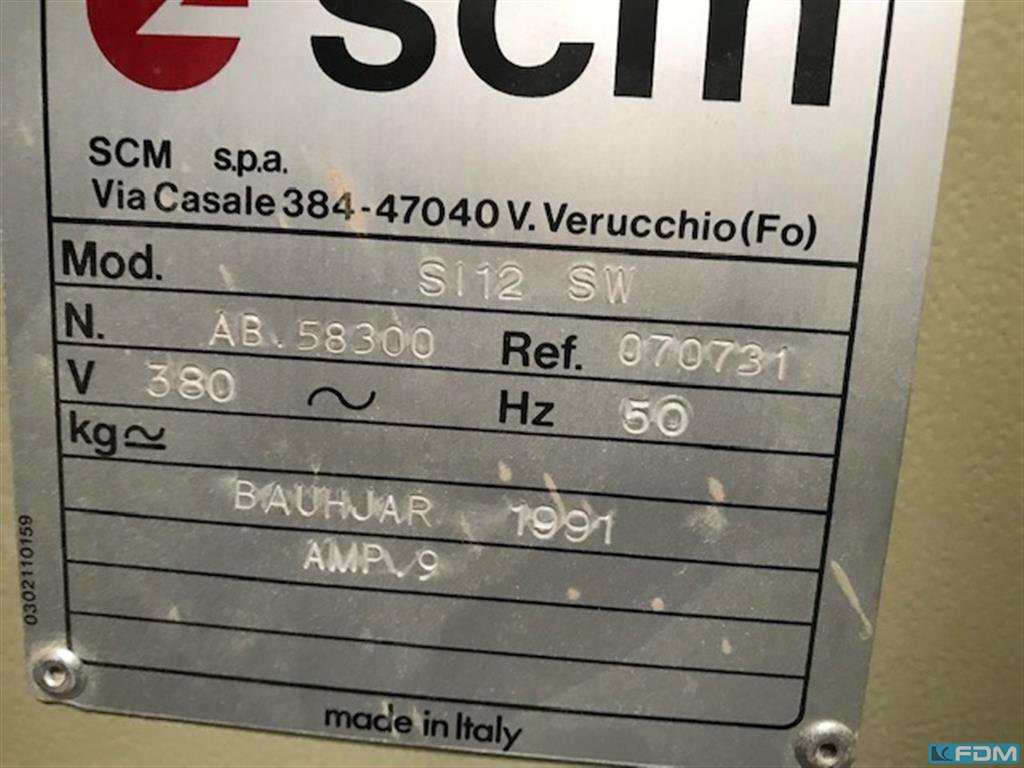 scm
SCM s.p.a.
Via Casale 384-47040 V. Verucchio (Fo)
Mod. SI12 SW
N. AB.58300 Ref. 070731
V 380 ~ Hz 50
kg≃
BAUHJAR 1991
AMP.9
0302110159
made in Italy
FDM